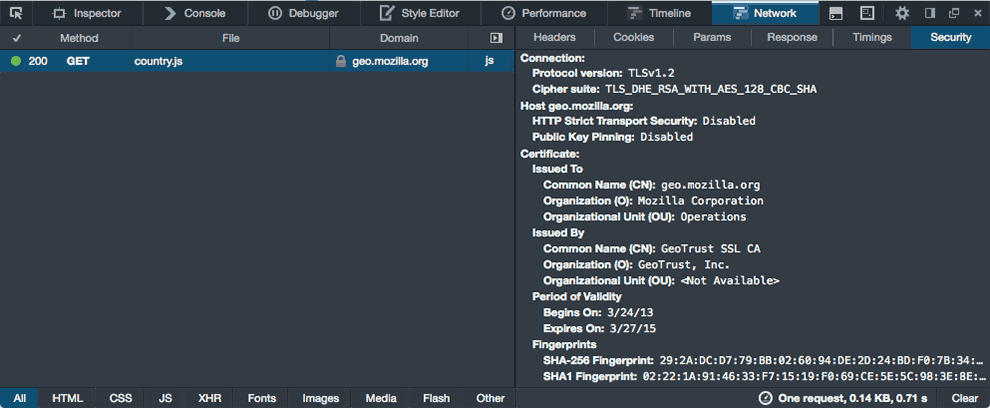 Inspector Console Debugger Style Editor Performance Timeline Network
Headers Cookies Params Response Timings Security
✓ Method File Domain
200 GET country.js geo.mozilla.org js
Connection:
Protocol version: TLSv1.2
Cipher suite: TLS_DHE_RSA_WITH_AES_128_CBC_SHA
Host geo.mozilla.org:
HTTP Strict Transport Security: Disabled
Public Key Pinning: Disabled
Certificate:
Issued To
Common Name (CN): geo.mozilla.org
Organization (O): Mozilla Corporation
Organizational Unit (OU): Operations
Issued By
Common Name (CN): GeoTrust SSL CA
Organization (O): GeoTrust, Inc.
Organizational Unit (OU): <Not Available>
Period of Validity
Begins On: 3/24/13
Expires On: 3/27/15
Fingerprints
SHA-256 Fingerprint: 29:2A:DC:D7:79:BB:02:60:94:DE:2D:24:BD:F0:7B:34:…
SHA1 Fingerprint: 02:22:1A:91:46:33:F7:15:19:F0:69:CE:5E:5C:98:3E:8E:…
All HTML CSS JS XHR Fonts Images Media Flash Other One request, 0.14 KB, 0.71 s Clear